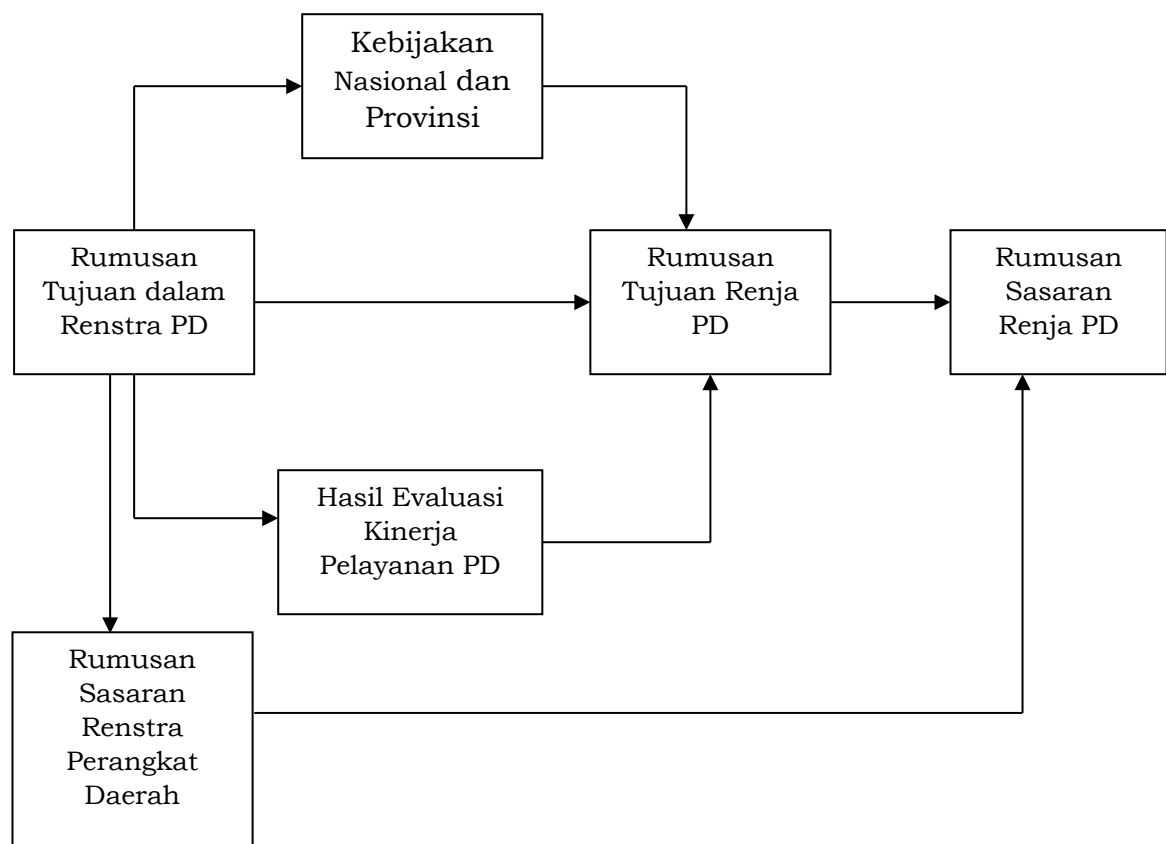 Kebijakan
Nasional dan
Provinsi
Rumusan
Tujuan dalam
Renstra PD
Rumusan
Tujuan Renja
PD
Rumusan
Sasaran
Renja PD
Hasil Evaluasi
Kinerja
Pelayanan PD
Rumusan
Sasaran
Renstra
Perangkat
Daerah